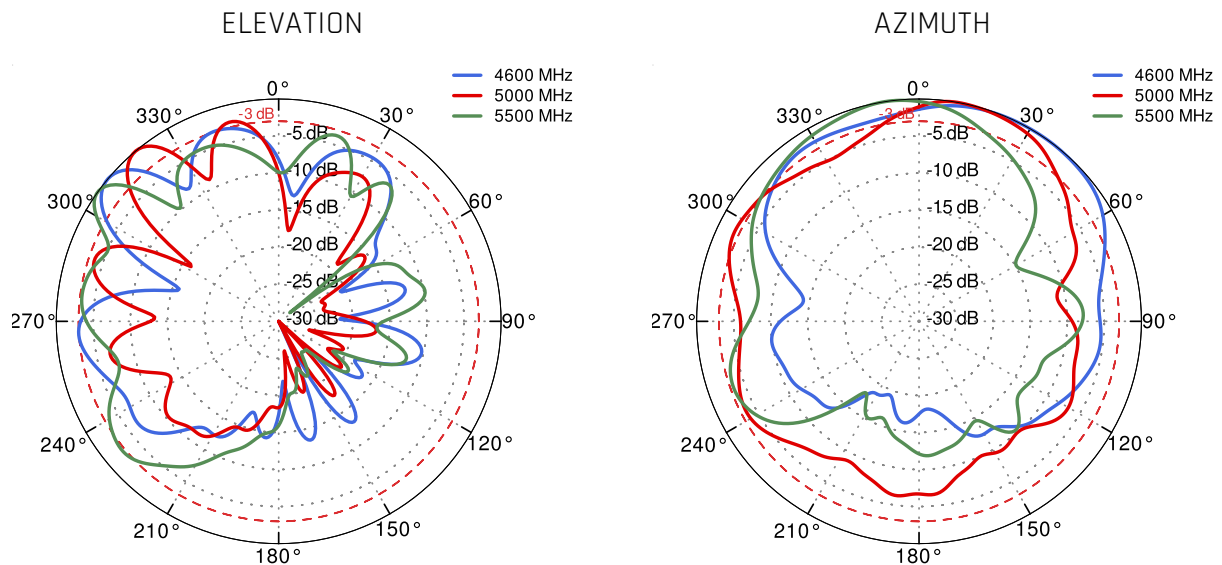 ELEVATION
4600 MHz
5000 MHz
5500 MHz
0°
30°
60°
90°
120°
150°
180°
210°
240°
270°
300°
330°
-3 dB
-5 dB
-10 dB
-15 dB
-20 dB
-25 dB
-30 dB
AZIMUTH
4600 MHz
5000 MHz
5500 MHz
0°
30°
60°
90°
120°
150°
180°
210°
240°
270°
300°
330°
-3 dB
-5 dB
-10 dB
-15 dB
-20 dB
-25 dB
-30 dB